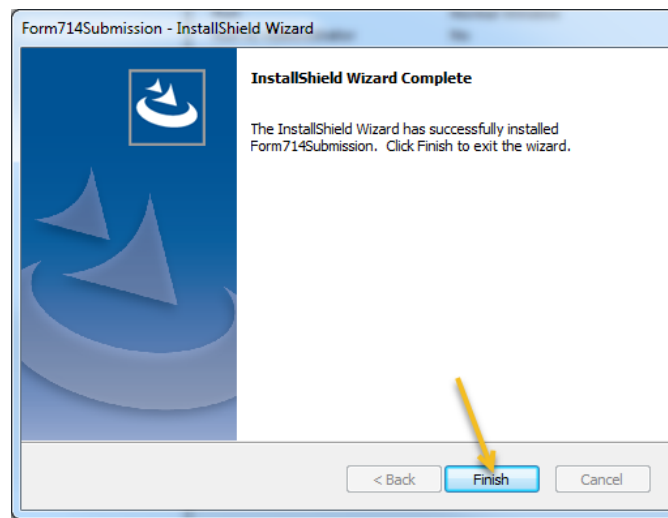 Form714Submission - InstallShield Wizard
InstallShield Wizard Complete
The InstallShield Wizard has successfully installed
Form714Submission. Click Finish to exit the wizard.
< Back
Finish
Cancel